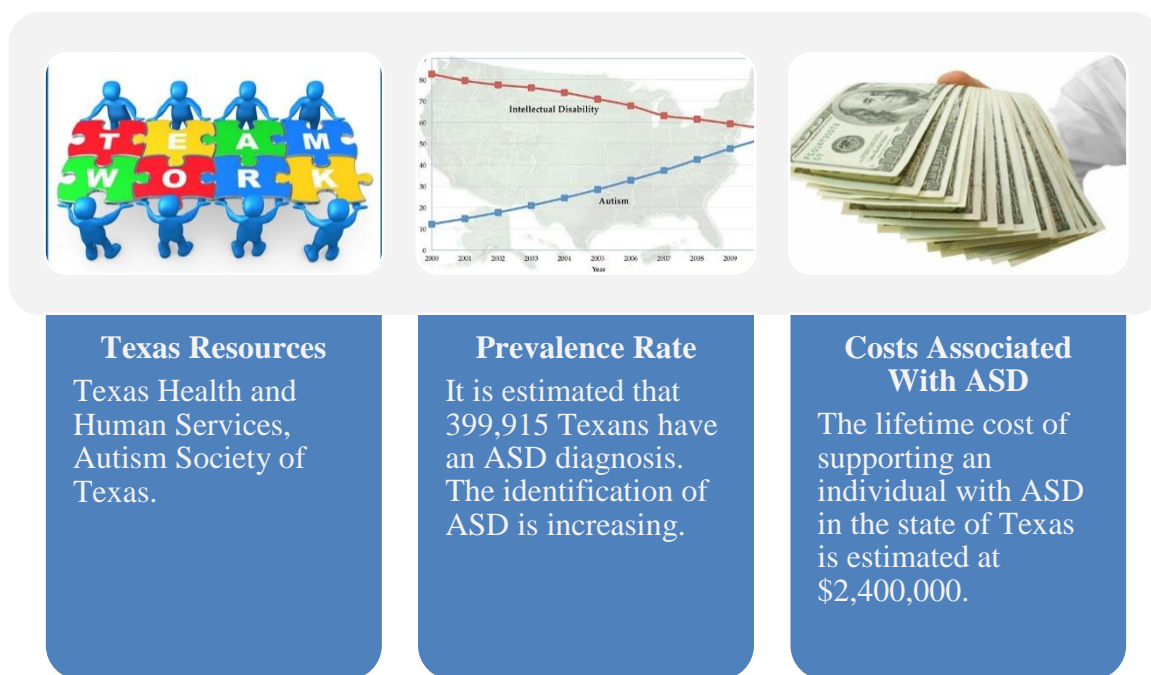 TEAM
WORK
80
70
60
50
40
30
20
10
0
Intellectual Disability
Autism
2000 2001 2002 2003 2004 2005 2006 2007 2008 2009
Year
Texas Resources
Texas Health and
Human Services,
Autism Society of
Texas.
Prevalence Rate
It is estimated that
399,915 Texans have
an ASD diagnosis.
The identification of
ASD is increasing.
Costs Associated
With ASD
The lifetime cost of
supporting an
individual with ASD
in the state of Texas
is estimated at
$2,400,000.